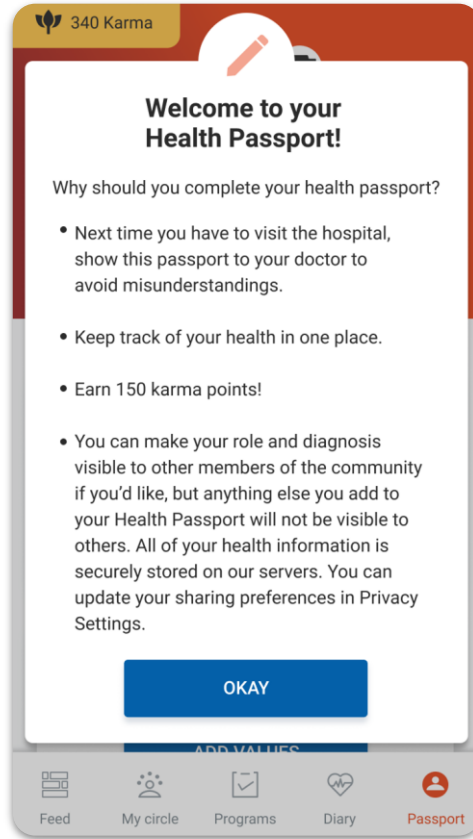 340 Karma
Welcome to your
Health Passport!
Why should you complete your health passport?
• Next time you have to visit the hospital,
show this passport to your doctor to
avoid misunderstandings.
• Keep track of your health in one place.
• Earn 150 karma points!
• You can make your role and diagnosis
visible to other members of the community
if you’d like, but anything else you add to
your Health Passport will not be visible to
others. All of your health information is
securely stored on our servers. You can
update your sharing preferences in Privacy
Settings.
OKAY
ADD VALUES
Feed My circle Programs Diary Passport